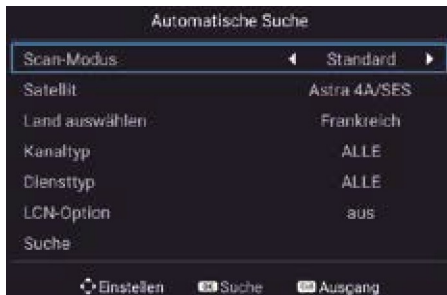 Automatische Suche
Scan-Modus Standard
Satellit Astra 4A/SES
Land auswählen Frankreich
Kanaltyp ALLE
Diensttyp ALLE
LCN-Option aus
Suche
Einstellen OK Suche Exit Ausgang